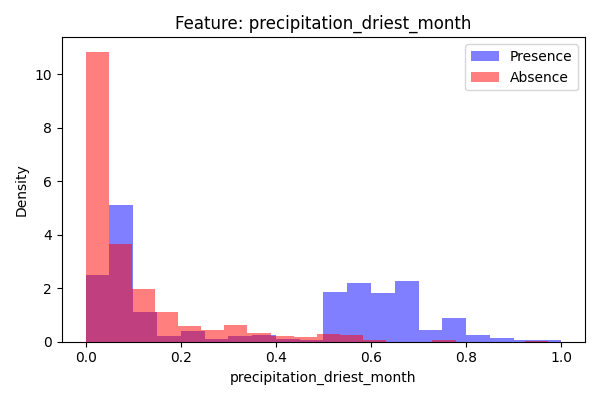 Feature: precipitation_driest_month
Presence
Absence
Density
10
8
6
4
2
0
0.0 0.2 0.4 0.6 0.8 1.0
precipitation_driest_month